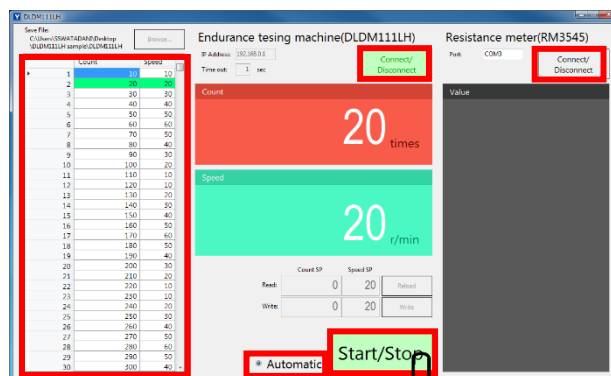 DLDM111LH
Save File:
C:\Users\SSWATADANI\Desktop
\DLDM111LH sample\DLDM111LH
Browse...
Count Speed
1 10 10
2 20 20
3 30 30
4 40 40
5 50 50
6 60 60
7 70 50
8 80 40
9 90 30
10 100 20
11 110 10
12 120 10
13 130 20
14 140 30
15 150 40
16 160 50
17 170 60
18 180 50
19 190 40
20 200 30
21 210 20
22 220 10
23 230 10
24 240 20
25 250 30
26 260 40
27 270 50
28 280 60
29 290 50
30 300 40
Endurance tesing machine(DLDM111LH)
IP Address: 192.168.0.1
Time out: 1 sec
Connect/
Disconnect
Count
20 times
Speed
20 r/min
Count SP Speed SP
Read: 0 20 Reload
Write: 0 20 Write
Automatic
Start/Stop
Resistance meter(RM3545)
Port: COM3
Connect/
Disconnect
Value